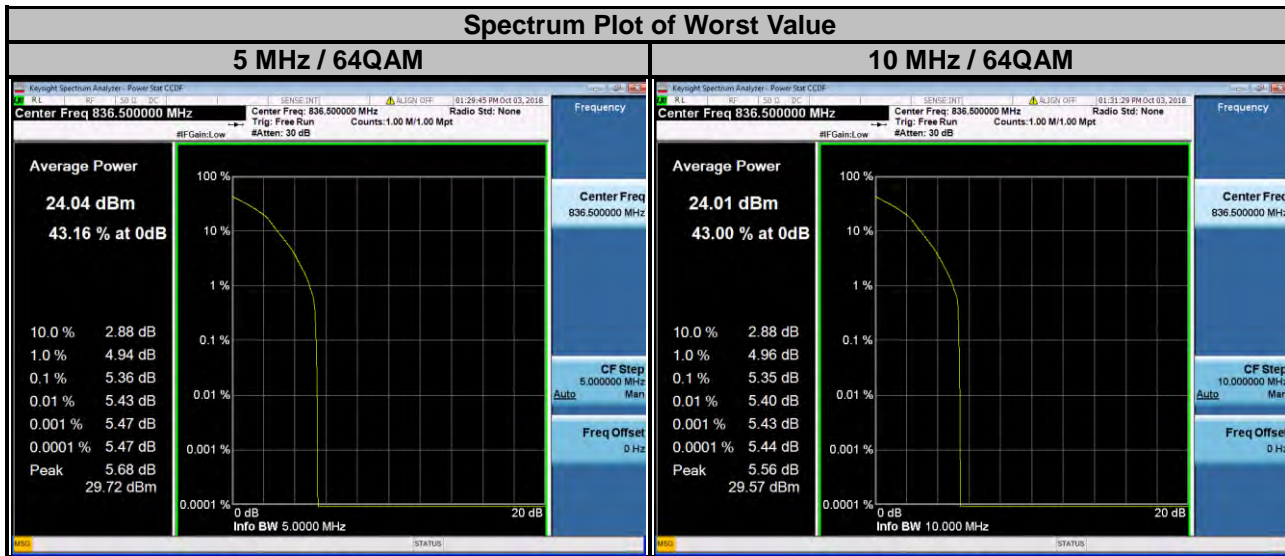 Spectrum Plot of Worst Value
5 MHz / 64QAM
Keysight Spectrum Analyzer - Power Stat CCDF
RL RF 50 Ω DC SENSE:INT ALIGN OFF 01:29:45 PM Oct 03, 2018
Center Freq 836.500000 MHz
Center Freq: 836.500000 MHz Radio Std: None
Trig: Free Run Counts:1.00 M/1.00 Mpt
#IFGain:Low #Atten: 30 dB
Frequency
Average Power
24.04 dBm
43.16 % at 0dB
10.0 % 2.88 dB
1.0 % 4.94 dB
0.1 % 5.36 dB
0.01 % 5.43 dB
0.001 % 5.47 dB
0.0001 % 5.47 dB
Peak 5.68 dB
29.72 dBm
100 %
10 %
1 %
0.1 %
0.01 %
0.001 %
0.0001 %
0 dB 20 dB
Info BW 5.0000 MHz
Center Freq
836.500000 MHz
CF Step
5.000000 MHz
Auto Man
Freq Offset
0 Hz
MSG STATUS
10 MHz / 64QAM
Keysight Spectrum Analyzer - Power Stat CCDF
RL RF 50 Ω DC SENSE:INT ALIGN OFF 01:31:29 PM Oct 03, 2018
Center Freq 836.500000 MHz
Center Freq: 836.500000 MHz Radio Std: None
Trig: Free Run Counts:1.00 M/1.00 Mpt
#IFGain:Low #Atten: 30 dB
Frequency
Average Power
24.01 dBm
43.00 % at 0dB
10.0 % 2.88 dB
1.0 % 4.96 dB
0.1 % 5.35 dB
0.01 % 5.40 dB
0.001 % 5.43 dB
0.0001 % 5.44 dB
Peak 5.56 dB
29.57 dBm
100 %
10 %
1 %
0.1 %
0.01 %
0.001 %
0.0001 %
0 dB 20 dB
Info BW 10.000 MHz
Center Freq
836.500000 MHz
CF Step
10.000000 MHz
Auto Man
Freq Offset
0 Hz
MSG STATUS